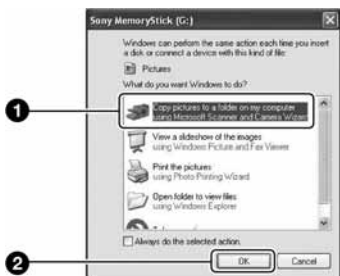 Sony MemoryStick (G:)
Windows can perform the same action each time you insert
a disk or connect a device with this kind of file:
Pictures
What do you want Windows to do?
1
Copy pictures to a folder on my computer
using Microsoft Scanner and Camera Wizard
View a slideshow of the images
using Windows Picture and Fax Viewer
Print the pictures
using Photo Printing Wizard
Open folder to view files
using Windows Explorer
Always do the selected action.
2
OK
Cancel